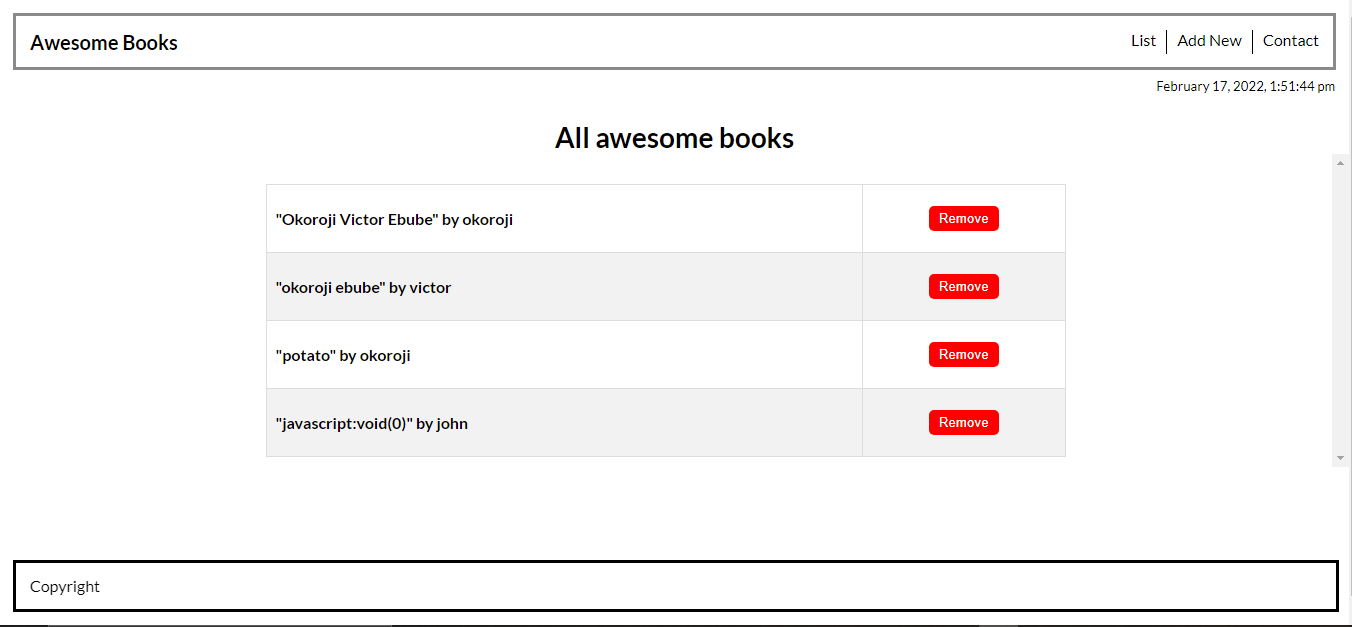 Awesome Books
List
Add New
Contact
February 17, 2022, 1:51:44 pm
All awesome books
"Okoroji Victor Ebube" by okoroji
Remove
"okoroji ebube" by victor
Remove
"potato" by okoroji
Remove
"javascript:void(0)" by john
Remove
Copyright